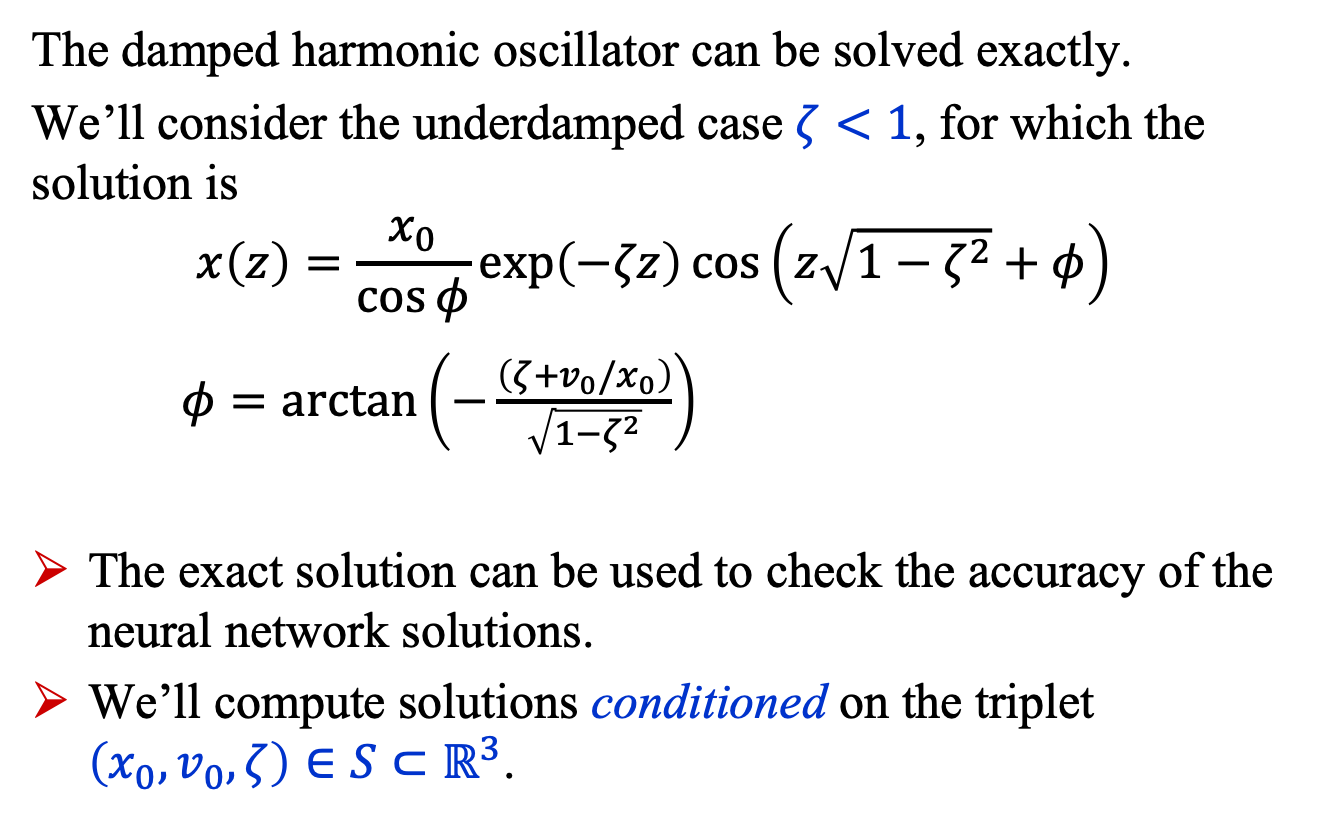 The damped harmonic oscillator can be solved exactly.
We’ll consider the underdamped case ζ < 1, for which the
solution is
x(z) = x₀/cos ϕ exp(−ζz) cos (z√(1 − ζ²) + ϕ)
ϕ = arctan (−(ζ+v₀/x₀)/√(1−ζ²))
➢ The exact solution can be used to check the accuracy of the
neural network solutions.
➢ We’ll compute solutions conditioned on the triplet
(x₀, v₀, ζ) ∈ S ⊂ ℝ³.